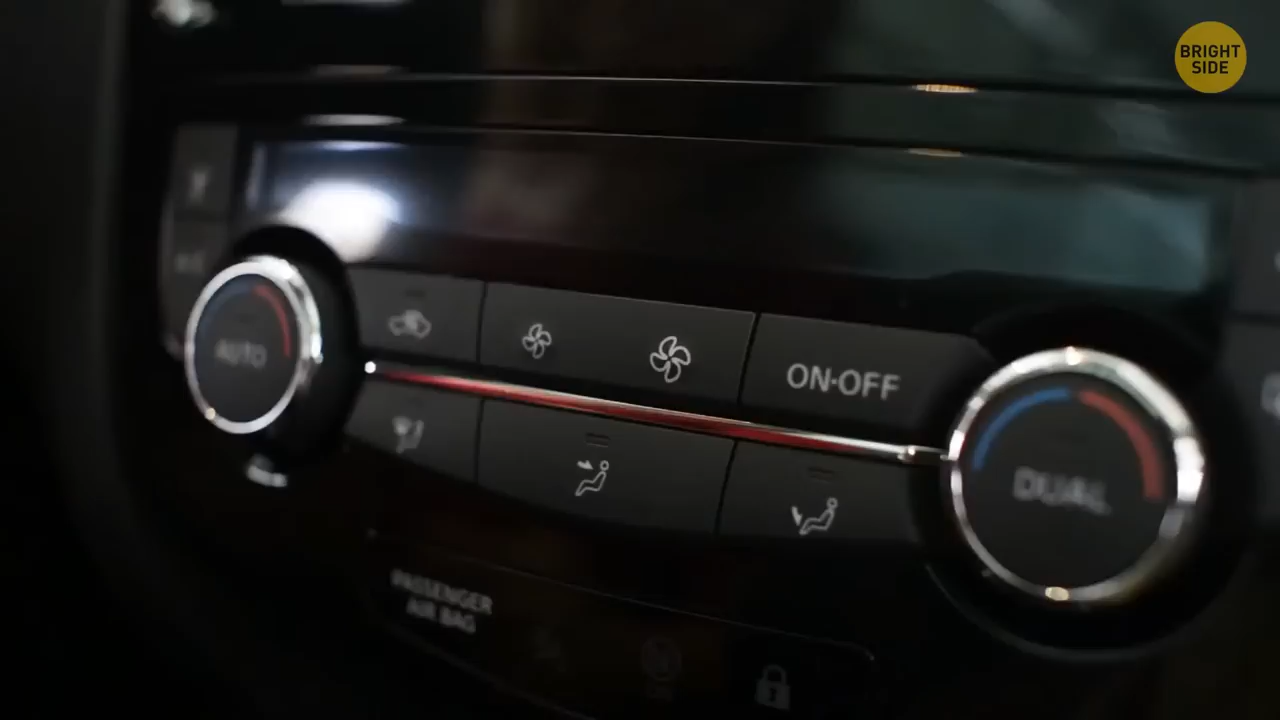 BRIGHT
SIDE
AUTO
ON·OFF
DUAL
PASSENGER
AIR BAG